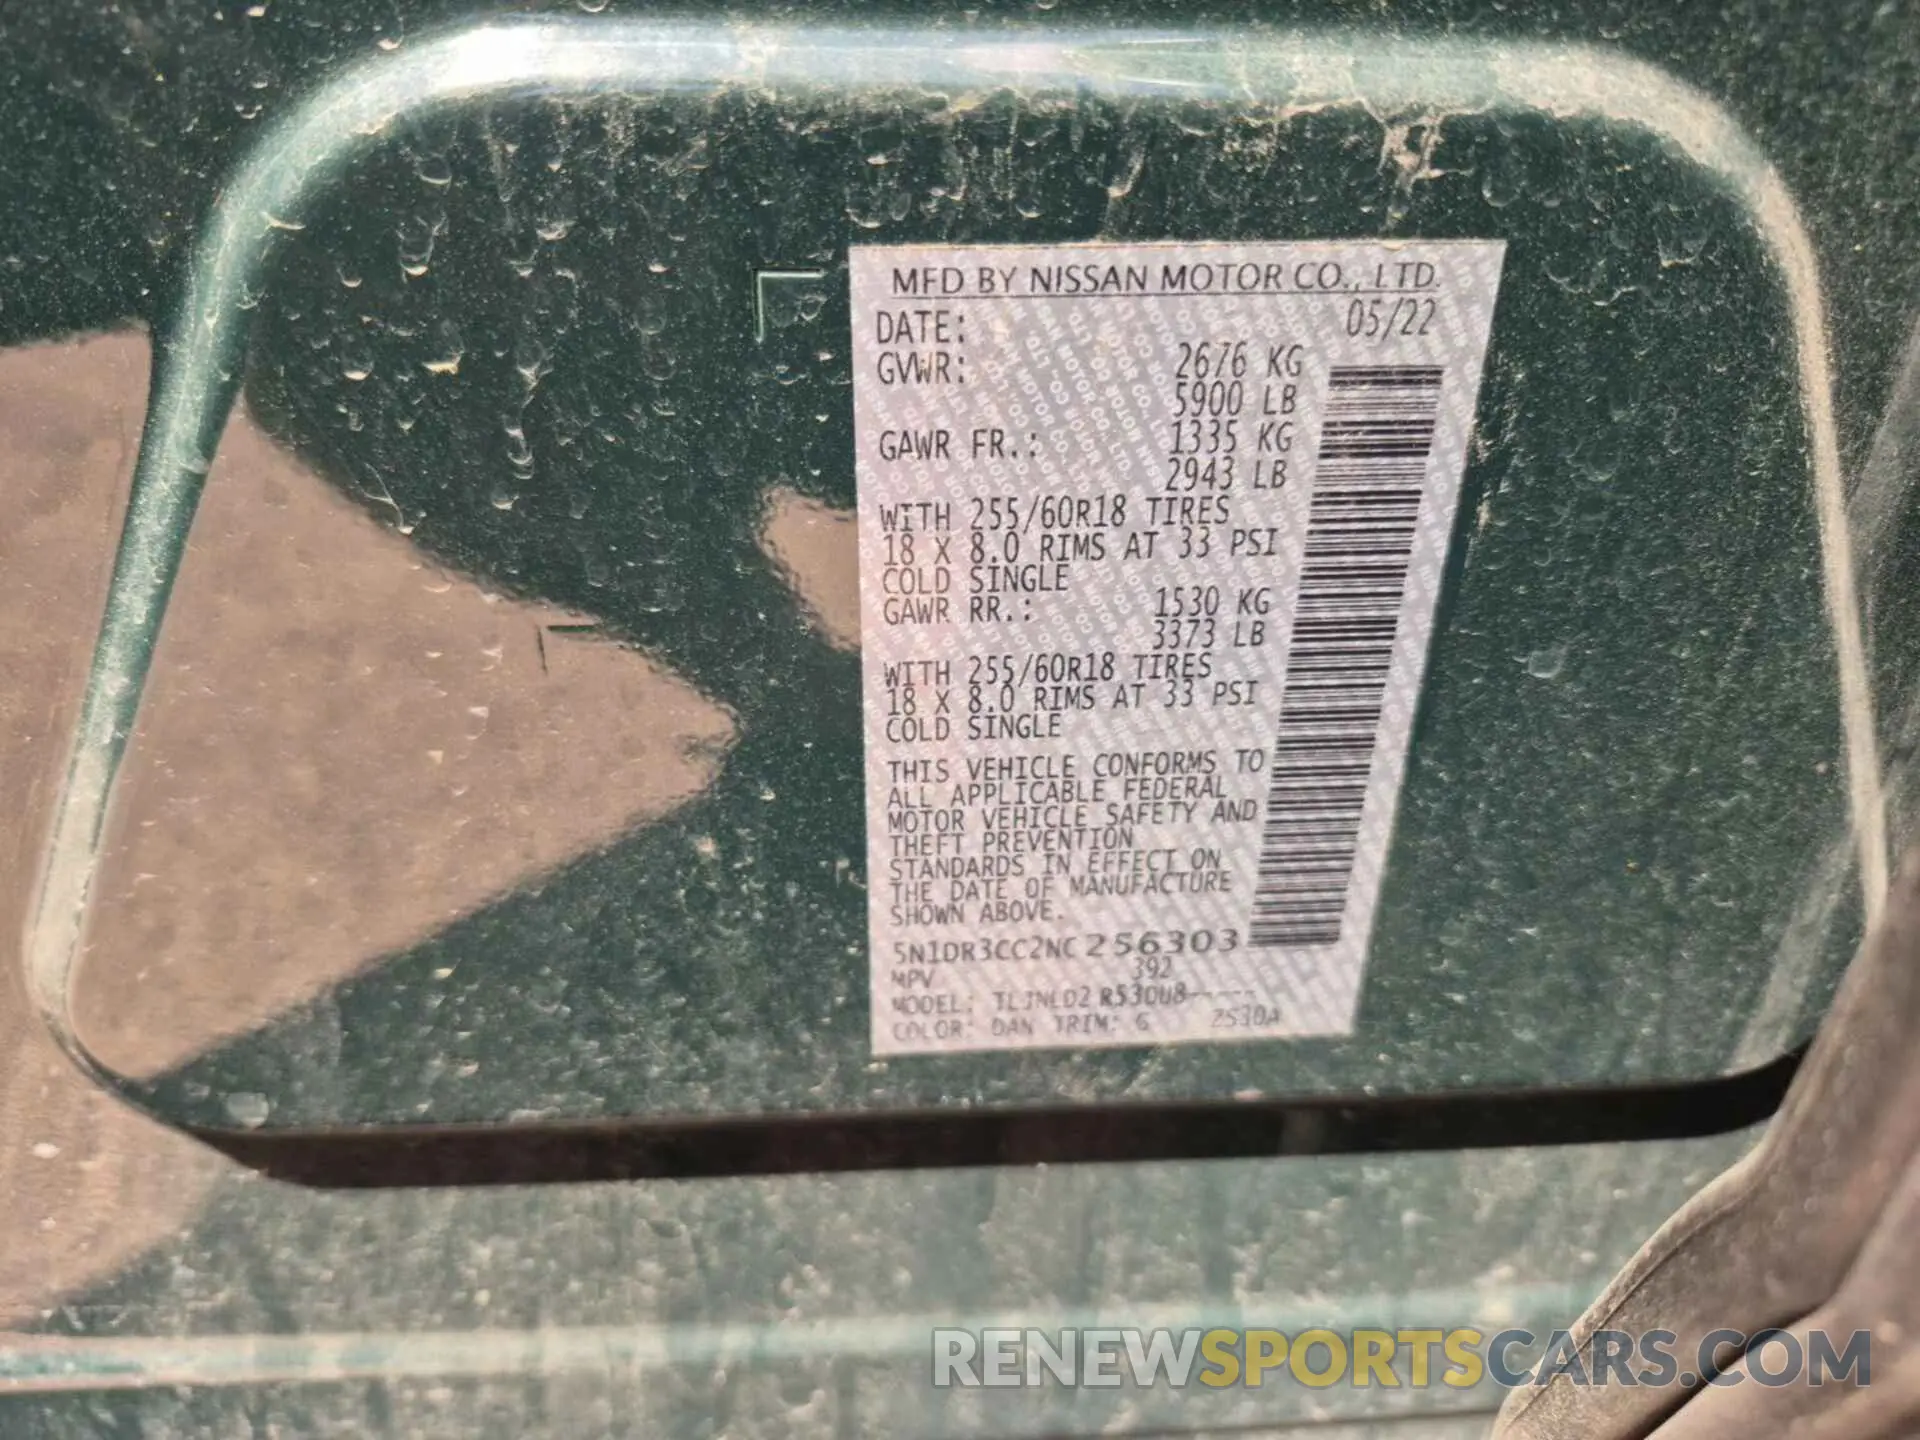 MFD BY NISSAN MOTOR CO., LTD.
DATE: 05/22
GVWR: 2676 KG
5900 LB
GAWR FR.: 1335 KG
2943 LB
WITH 255/60R18 TIRES
18 X 8.0 RIMS AT 33 PSI
COLD SINGLE
GAWR RR.: 1530 KG
3373 LB
WITH 255/60R18 TIRES
18 X 8.0 RIMS AT 33 PSI
COLD SINGLE
THIS VEHICLE CONFORMS TO
ALL APPLICABLE FEDERAL
MOTOR VEHICLE SAFETY AND
THEFT PREVENTION
STANDARDS IN EFFECT ON
THE DATE OF MANUFACTURE
SHOWN ABOVE.
5N1DR3CC2NC 256303
MPV 392
MODEL: R530U8-----
COLOR: DAN TRIM: G
RENEWSPORTSCARS.COM